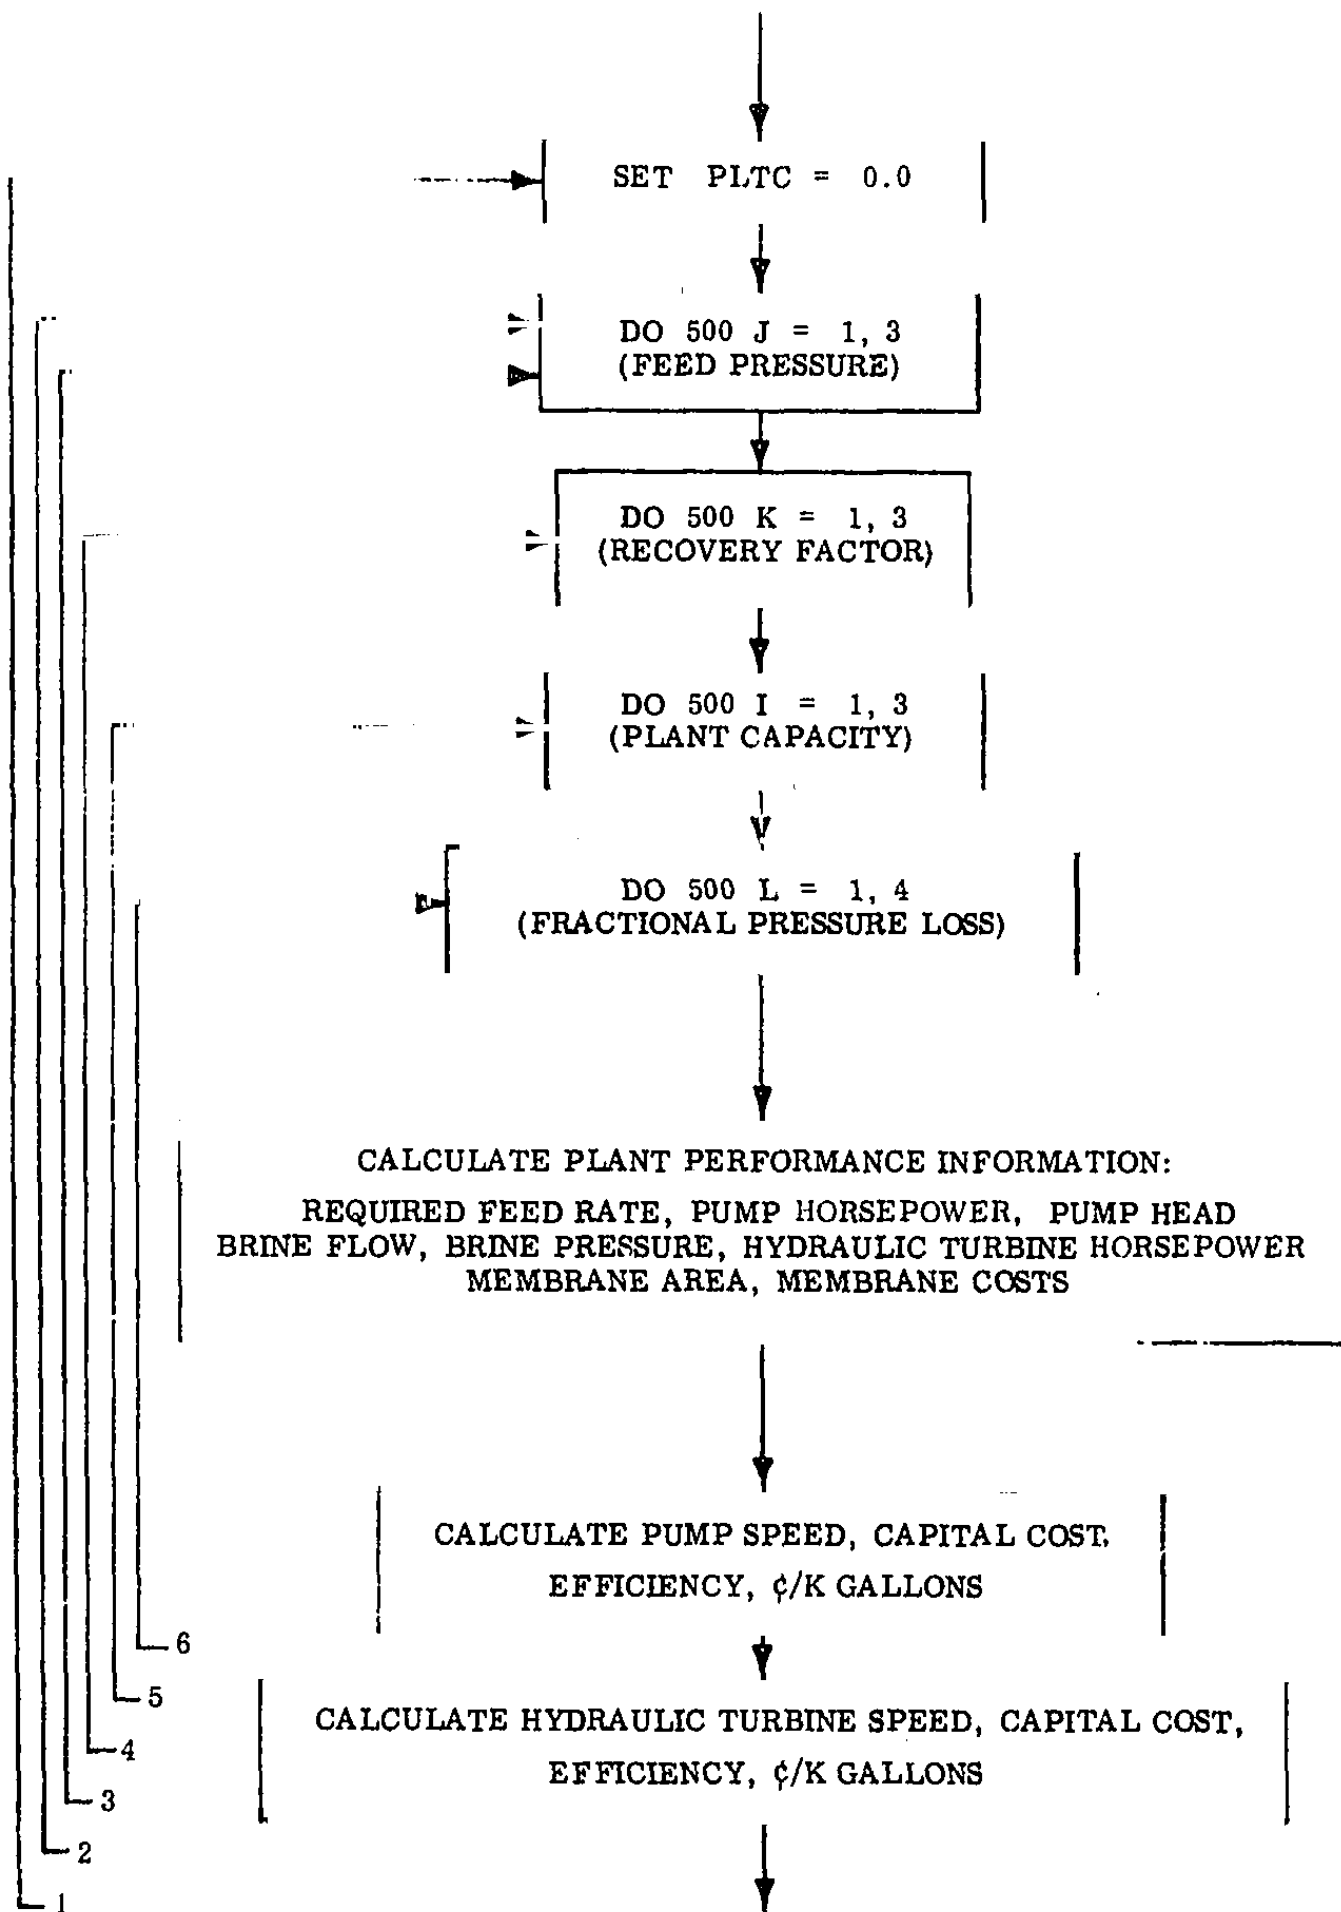 SET PLTC = 0.0
DO 500 J = 1, 3
(FEED PRESSURE)
DO 500 K = 1, 3
(RECOVERY FACTOR)
DO 500 I = 1, 3
(PLANT CAPACITY)
DO 500 L = 1, 4
(FRACTIONAL PRESSURE LOSS)
CALCULATE PLANT PERFORMANCE INFORMATION:
REQUIRED FEED RATE, PUMP HORSEPOWER, PUMP HEAD
BRINE FLOW, BRINE PRESSURE, HYDRAULIC TURBINE HORSEPOWER
MEMBRANE AREA, MEMBRANE COSTS
CALCULATE PUMP SPEED, CAPITAL COST,
EFFICIENCY, ¢/K GALLONS
6
5
CALCULATE HYDRAULIC TURBINE SPEED, CAPITAL COST,
EFFICIENCY, ¢/K GALLONS
4
3
2
1